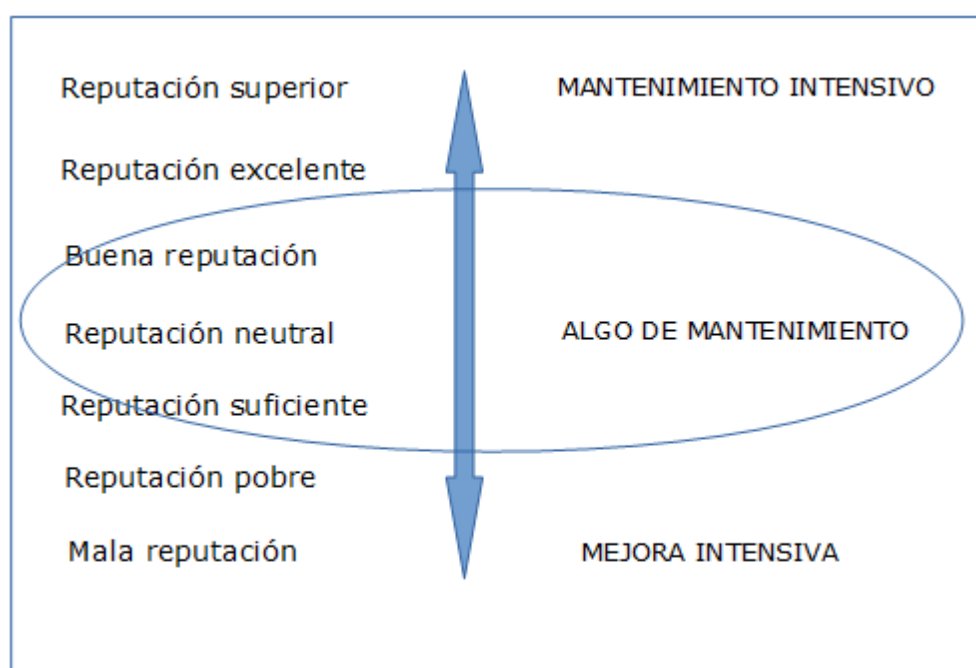 Reputación superior MANTENIMIENTO INTENSIVO
Reputación excelente
Buena reputación
Reputación neutral ALGO DE MANTENIMIENTO
Reputación suficiente
Reputación pobre
Mala reputación MEJORA INTENSIVA